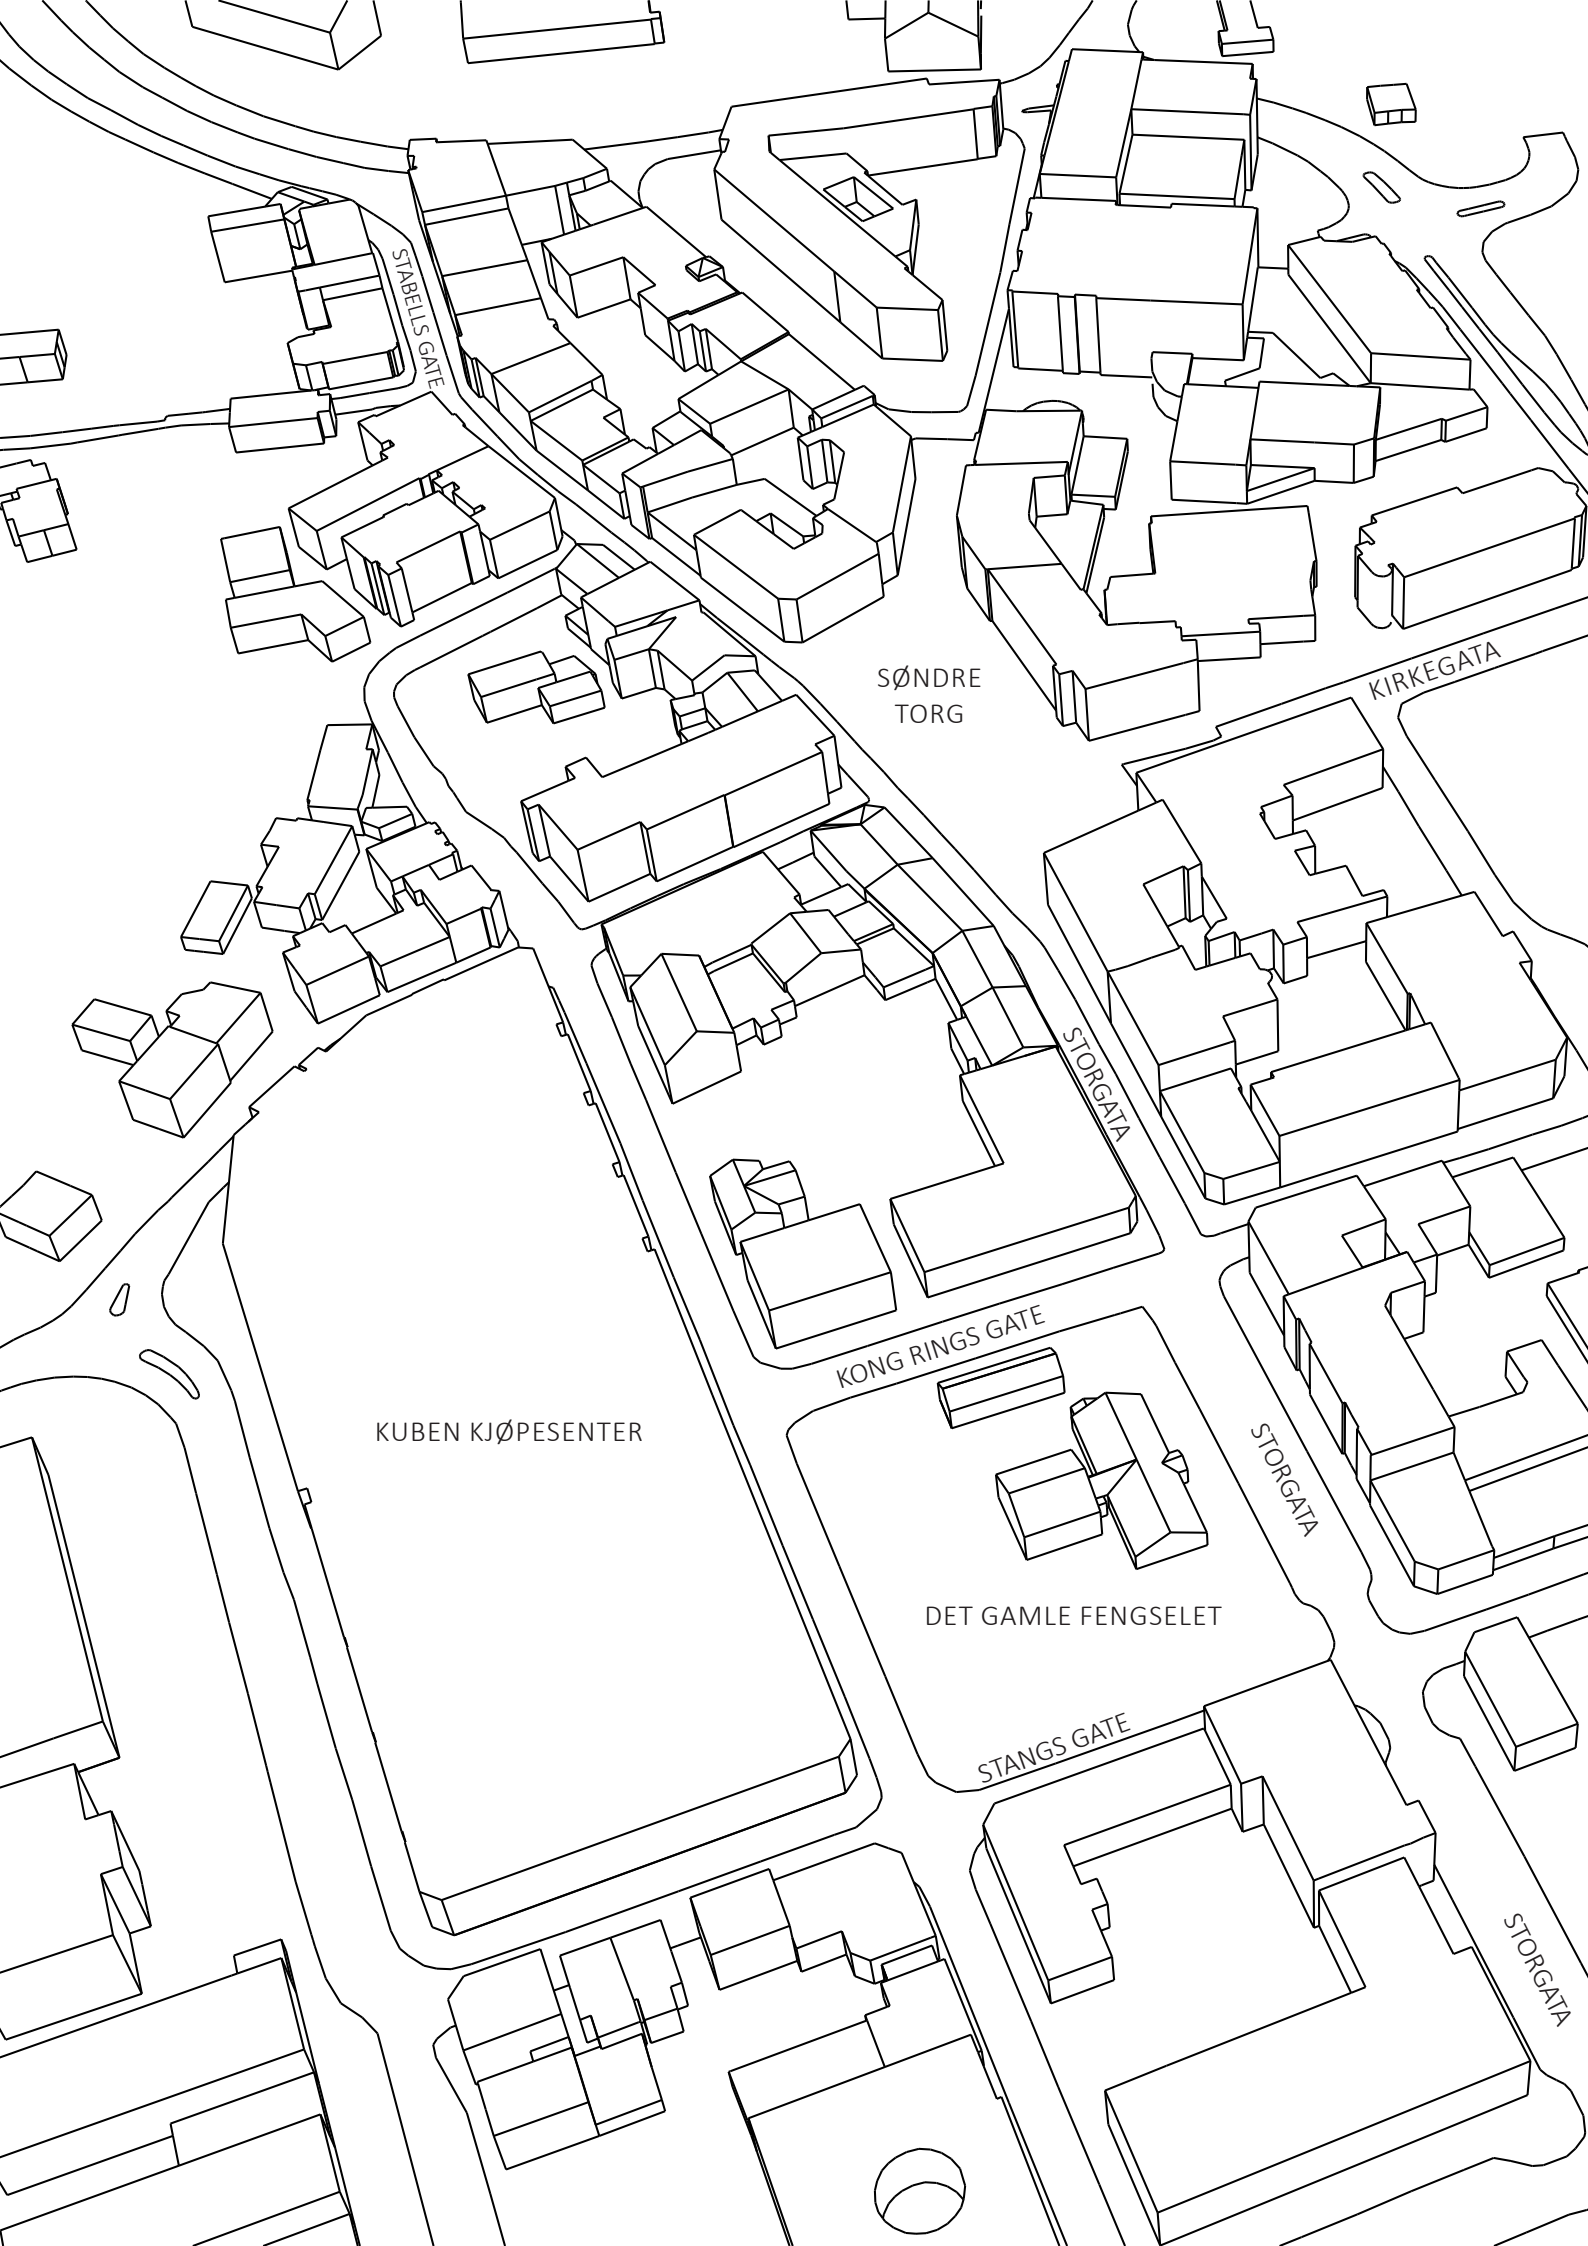 STABELLS GATE
KIRKEGATA
SØNDRE
TORG
STORGATA
KONG RINGS GATE
KUBEN KJØPESENTER
STORGATA
DET GAMLE FENGSELET
STANGS GATE
STORGATA